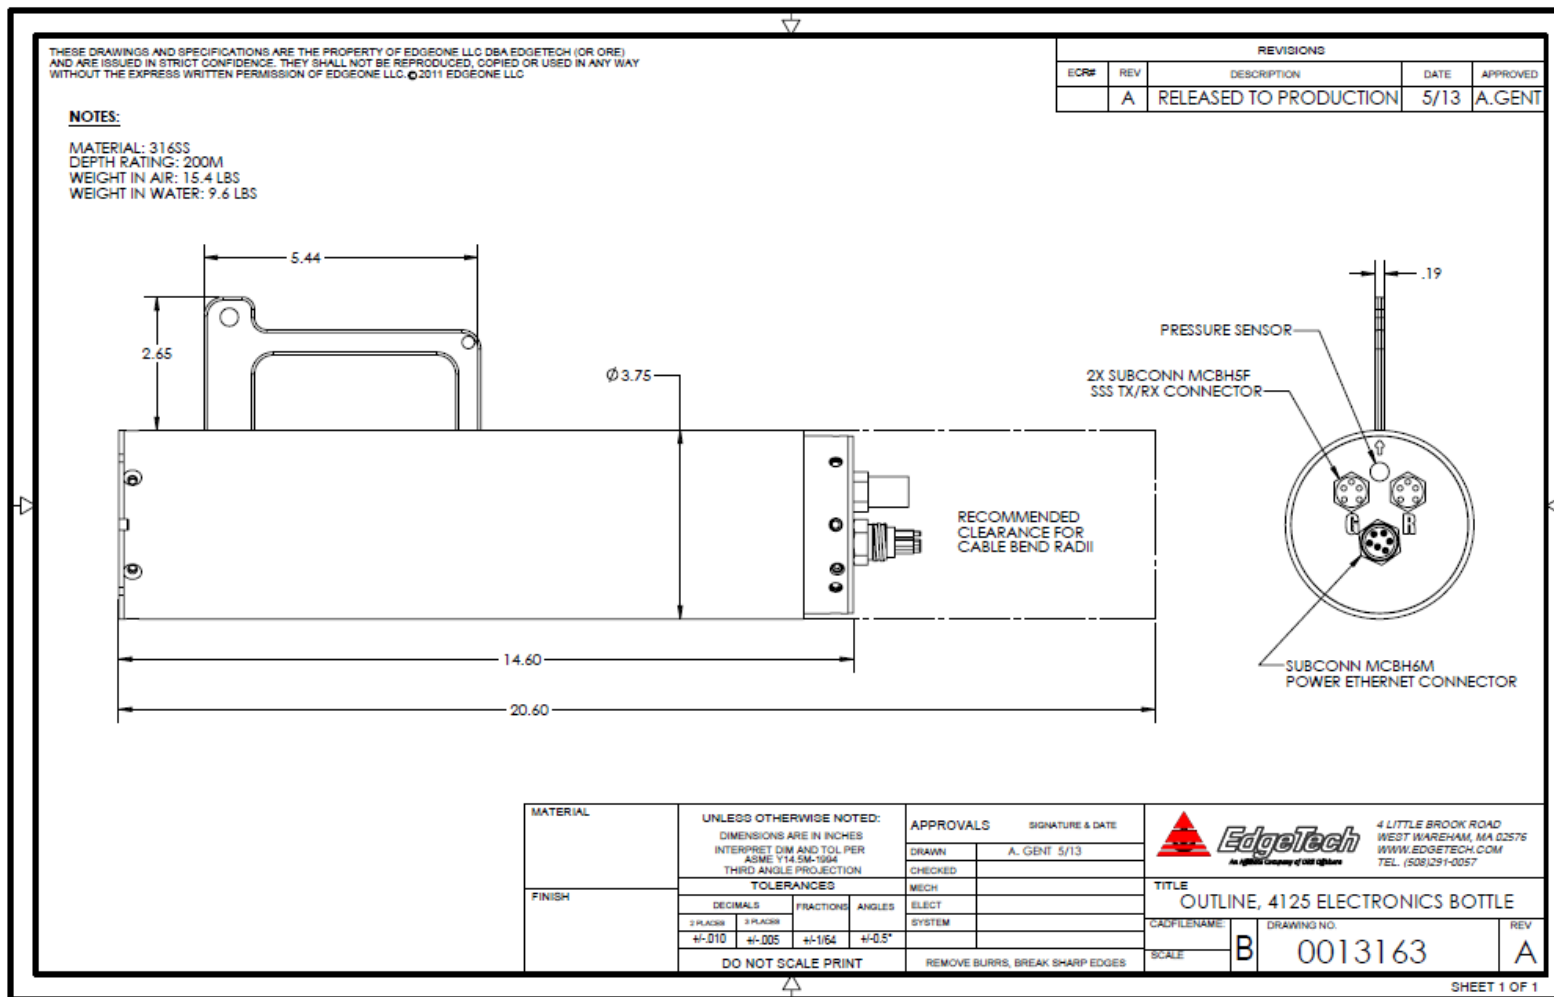 THESE DRAWINGS AND SPECIFICATIONS ARE THE PROPERTY OF EDGEONE LLC DBA EDGETECH (OR ORE)
AND ARE ISSUED IN STRICT CONFIDENCE. THEY SHALL NOT BE REPRODUCED, COPIED OR USED IN ANY WAY
WITHOUT THE EXPRESS WRITTEN PERMISSION OF EDGEONE LLC. © 2011 EDGEONE LLC
REVISIONS
ECR# REV DESCRIPTION DATE APPROVED
A RELEASED TO PRODUCTION 5/13 A.GENT
NOTES:
MATERIAL: 316SS
DEPTH RATING: 200M
WEIGHT IN AIR: 15.4 LBS
WEIGHT IN WATER: 9.6 LBS
5.44
2.65
Ø3.75
.19
PRESSURE SENSOR
2X SUBCONN MCBH5F
SSS TX/RX CONNECTOR
RECOMMENDED
CLEARANCE FOR
CABLE BEND RADII
G R
14.60
20.60
SUBCONN MCBH6M
POWER ETHERNET CONNECTOR
MATERIAL
FINISH
UNLESS OTHERWISE NOTED:
DIMENSIONS ARE IN INCHES
INTERPRET DIM AND TOL PER
ASME Y14.5M-1994
THIRD ANGLE PROJECTION
TOLERANCES
DECIMALS FRACTIONS ANGLES
2 PLACES 3 PLACES
+/-.010 +/-.005 +/-1/64 +/-0.5°
DO NOT SCALE PRINT
APPROVALS SIGNATURE & DATE
DRAWN A. GENT 5/13
CHECKED
MECH
ELECT
SYSTEM
REMOVE BURRS, BREAK SHARP EDGES
EdgeTech
An Affiliate Company of ORE Offshore
4 LITTLE BROOK ROAD
WEST WAREHAM, MA 02576
WWW.EDGETECH.COM
TEL. (508)291-0057
TITLE
OUTLINE, 4125 ELECTRONICS BOTTLE
CADFILENAME:
SCALE
B
DRAWING NO.
0013163
REV
A
SHEET 1 OF 1